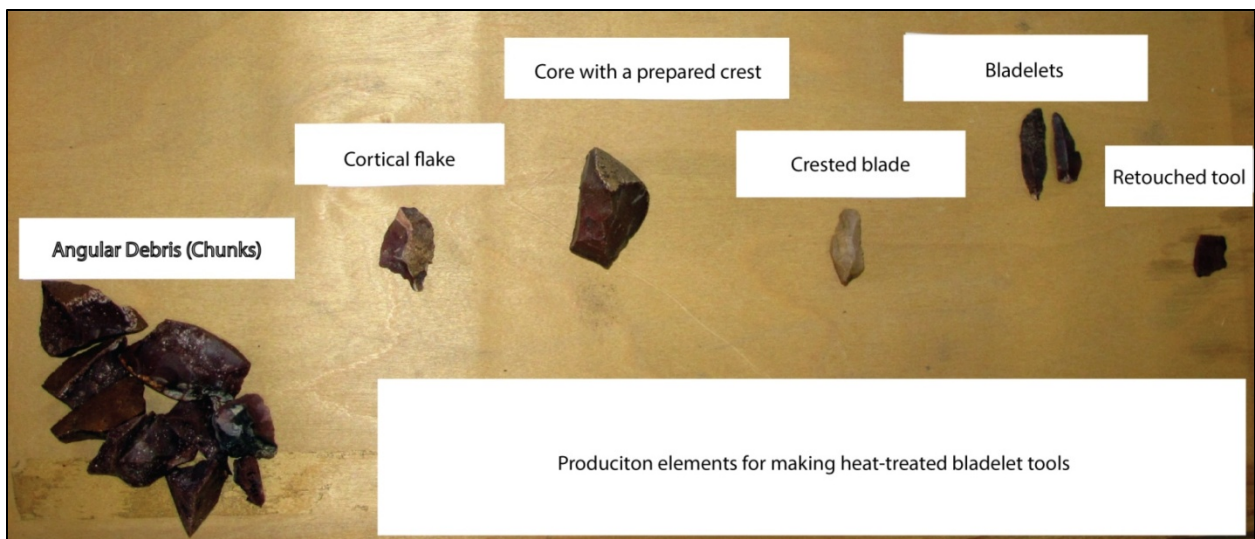 Core with a prepared crest
Bladelets
Cortical flake
Crested blade
Retouched tool
Angular Debris (Chunks)
Produciton elements for making heat-treated bladelet tools